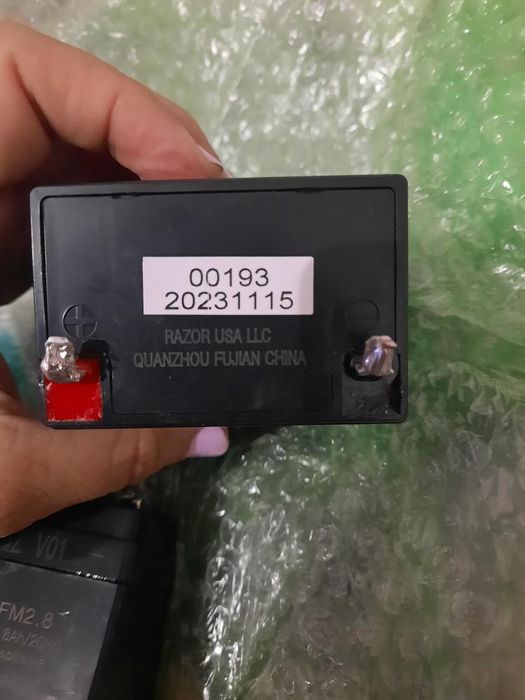 00193
20231115
RAZOR USA LLC
QUANZHOU FUJIAN CHINA
V01
FM2.8